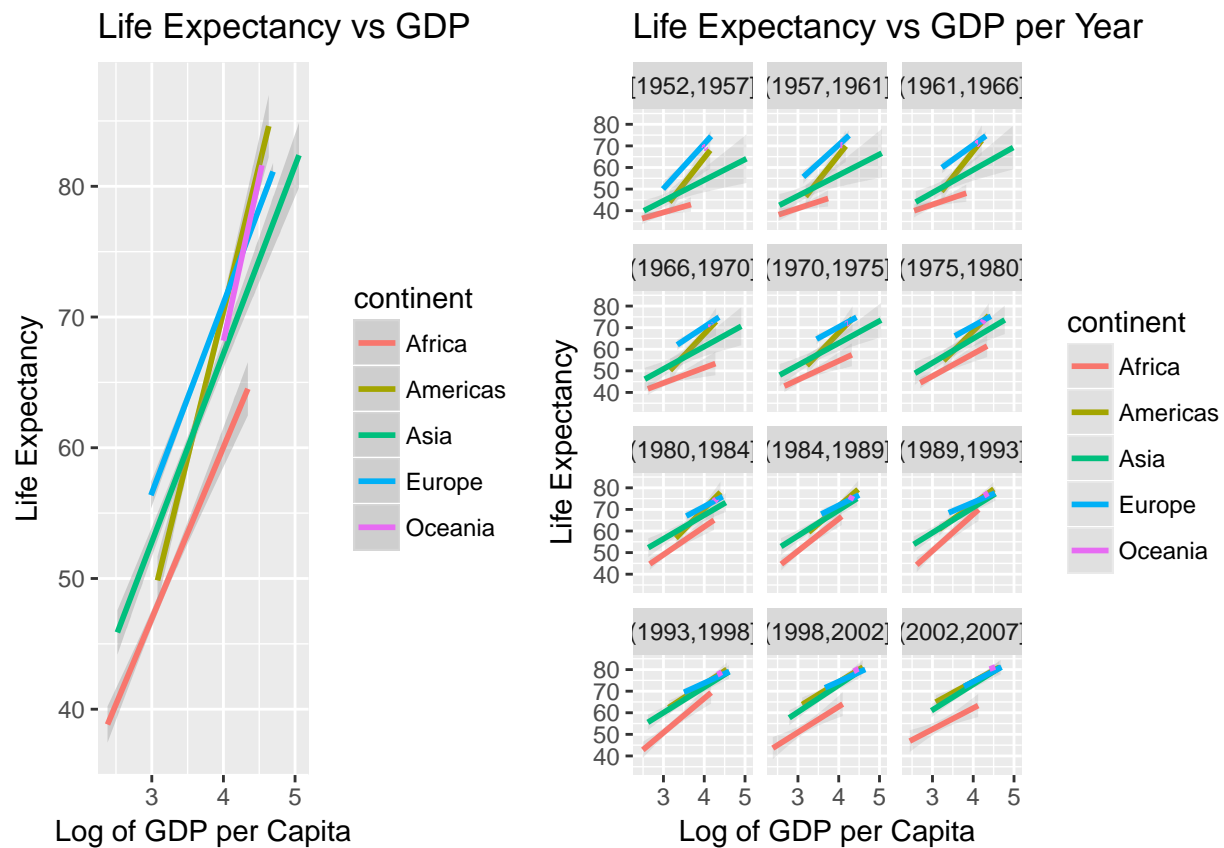 Life Expectancy vs GDP
Life Expectancy
80
70
60
50
40
3 4 5
Log of GDP per Capita
continent
Africa
Americas
Asia
Europe
Oceania
Life Expectancy vs GDP per Year
Life Expectancy
[1952,1957] (1957,1961] (1961,1966]
80
70
60
50
40
(1966,1970] (1970,1975] (1975,1980]
80
70
60
50
40
(1980,1984] (1984,1989] (1989,1993]
80
70
60
50
40
(1993,1998] (1998,2002] (2002,2007]
80
70
60
50
40
3 4 5 3 4 5 3 4 5
Log of GDP per Capita
continent
Africa
Americas
Asia
Europe
Oceania